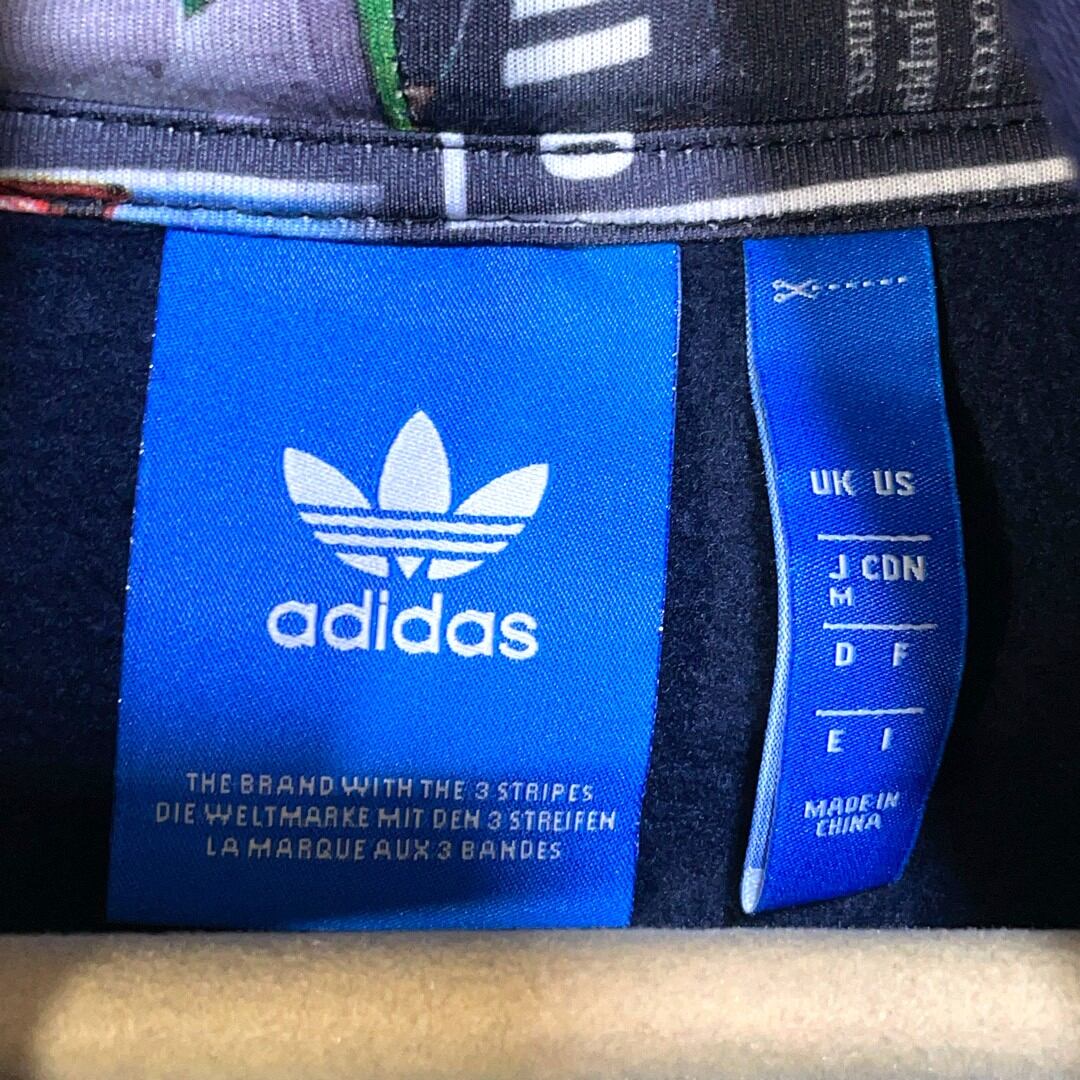 adidas
THE BRAND WITH THE 3 STRIPES
DIE WELTMARKE MIT DEN 3 STREIFEN
LA MARQUE AUX 3 BANDES
UK US
J CDN
M
D F
E I
MADE IN
CHINA